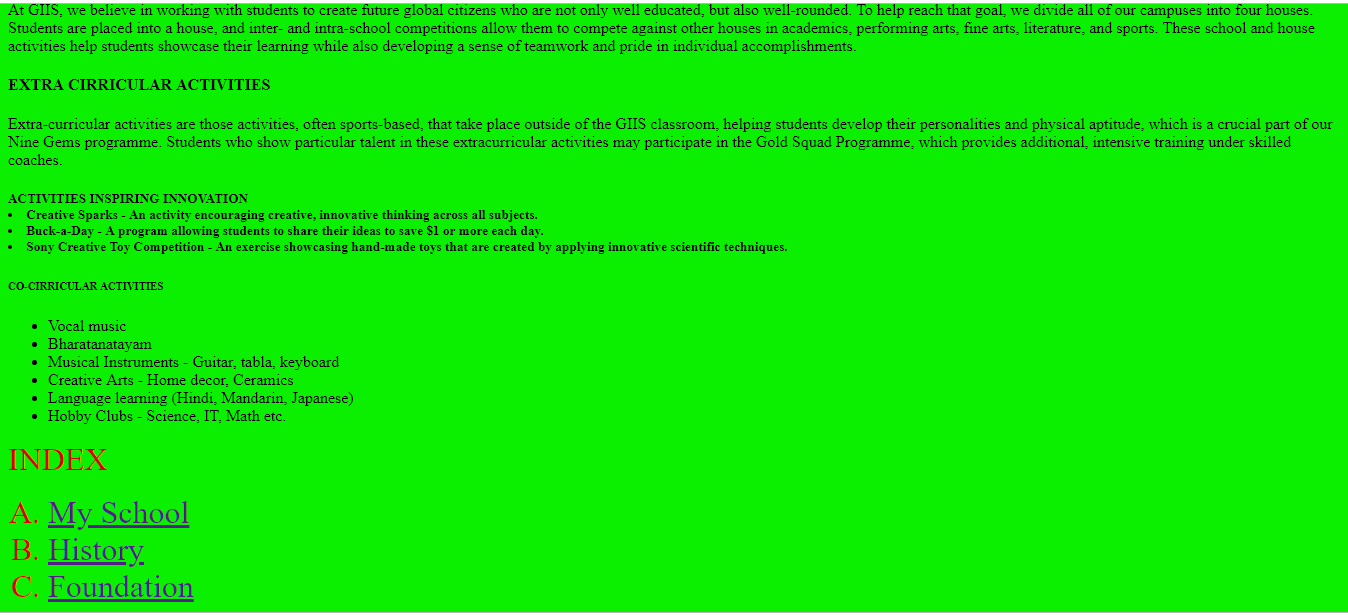 At GIIS, we believe in working with students to create future global citizens who are not only well educated, but also well-rounded. To help reach that goal, we divide all of our campuses into four houses.
Students are placed into a house, and inter- and intra-school competitions allow them to compete against other houses in academics, performing arts, fine arts, literature, and sports. These school and house
activities help students showcase their learning while also developing a sense of teamwork and pride in individual accomplishments.
EXTRA CIRRICULAR ACTIVITIES
Extra-curricular activities are those activities, often sports-based, that take place outside of the GIIS classroom, helping students develop their personalities and physical aptitude, which is a crucial part of our
Nine Gems programme. Students who show particular talent in these extracurricular activities may participate in the Gold Squad Programme, which provides additional, intensive training under skilled
coaches.
ACTIVITIES INSPIRING INNOVATION
• Creative Sparks - An activity encouraging creative, innovative thinking across all subjects.
• Buck-a-Day - A program allowing students to share their ideas to save $1 or more each day.
• Sony Creative Toy Competition - An exercise showcasing hand-made toys that are created by applying innovative scientific techniques.
CO-CIRRICULAR ACTIVITIES
• Vocal music
• Bharatanatayam
• Musical Instruments - Guitar, tabla, keyboard
• Creative Arts - Home decor, Ceramics
• Language learning (Hindi, Mandarin, Japanese)
• Hobby Clubs - Science, IT, Math etc.
INDEX
A. My School
B. History
C. Foundation